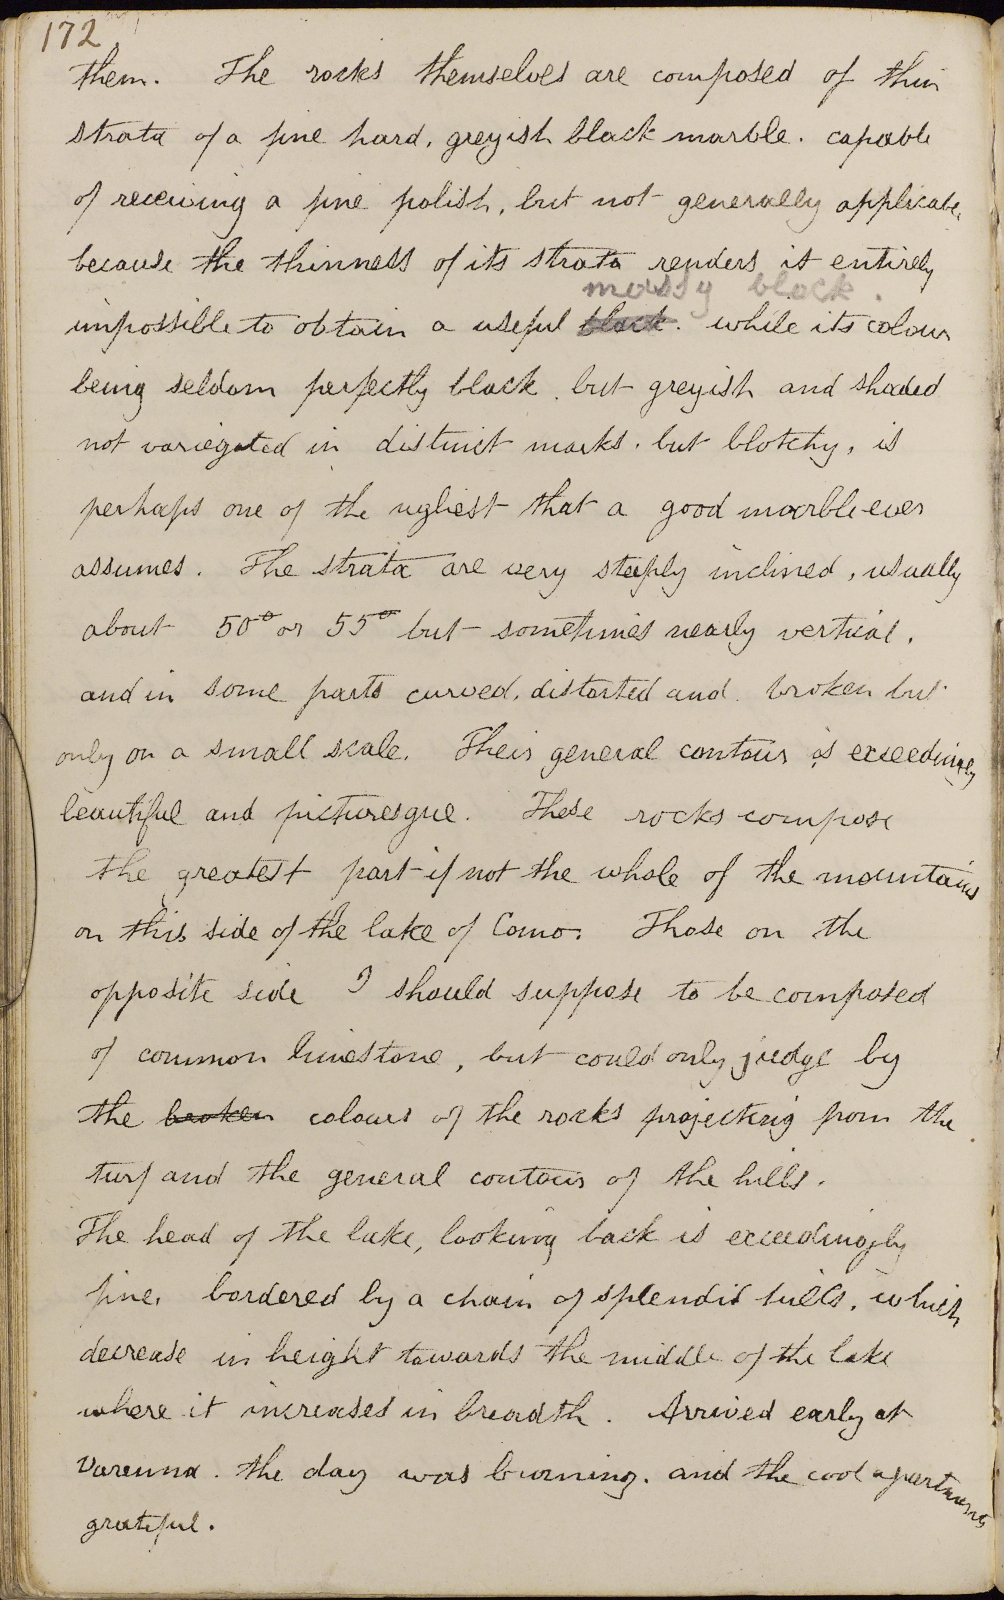 172
them. The rocks themselves are composed of thin
strata of a fine hard, greyish black marble. capable
of receiving a fine polish, but not generally applicable,
because the thinness of its strata renders it entirely
massy block.
impossible to obtain a useful block. while its colour
being seldom perfectly black, but greyish and shaded
not variegated in distinct marks. but blotchy, is
perhaps one of the ugliest that a good marble ever
assumes. The strata are very steeply inclined, usually
about 50° or 55° but sometimes nearly vertical,
and in some parts curved, distorted and broken but
only on a small scale. Their general contour is exceedingly
beautiful and picturesque. These rocks compose
the greatest part if not the whole of the mountains
on this side of the lake of Como. Those on the
opposite side I should suppose to be composed
of common limestone, but could only judge by
the broken colours of the rocks projecting from the
turf and the general contour of the hills.
The head of the lake, looking back is exceedingly
fine, bordered by a chain of splendid hills, which
decrease in height towards the middle of the lake
where it increases in breadth. Arrived early at
Varenna. the day was burning. and the cool apartments
grateful.